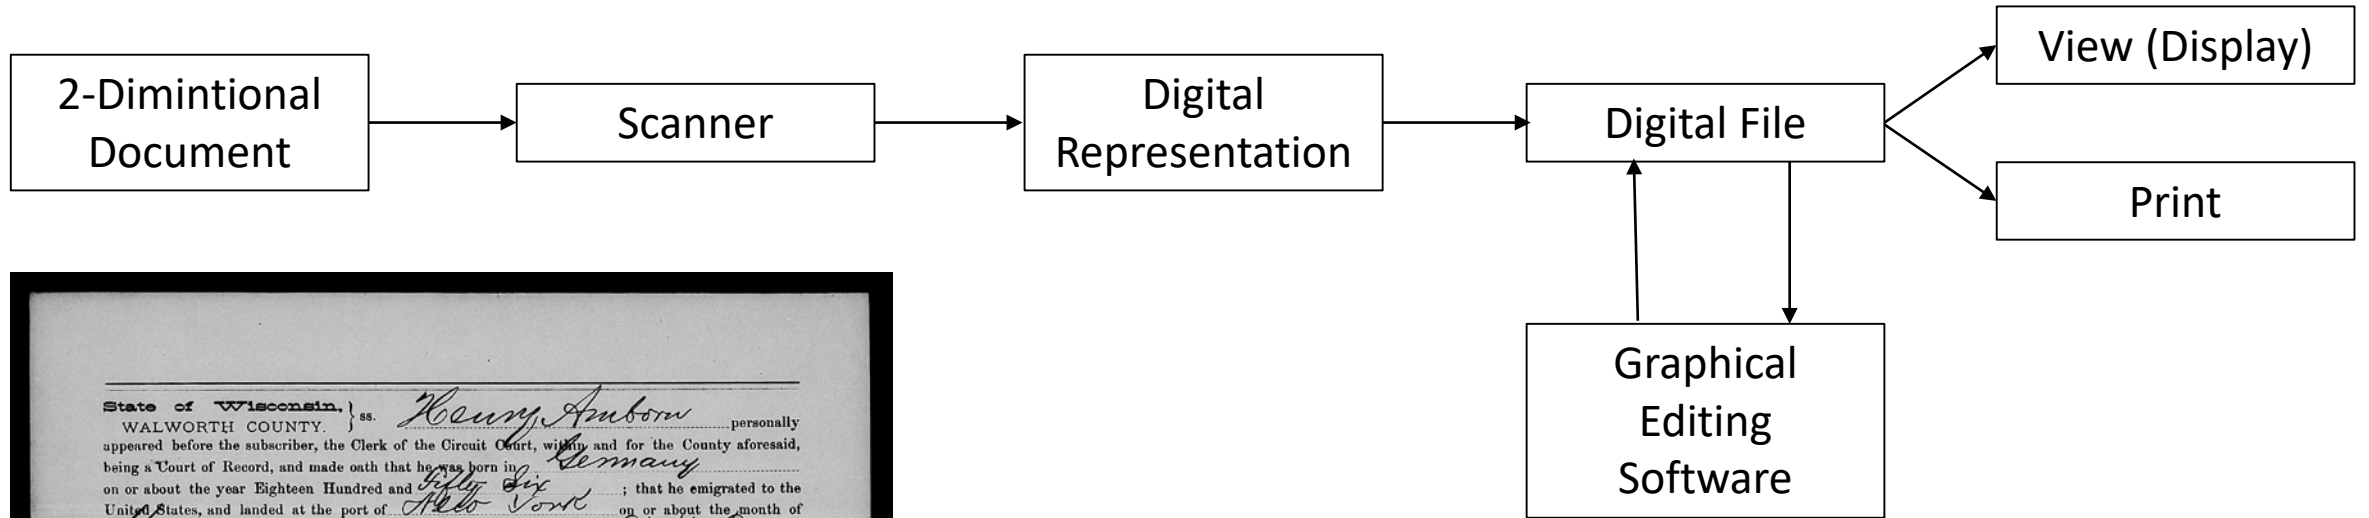 2-Dimintional
Document
Scanner
Digital
Representation
Digital File
View (Display)
Print
Graphical
Editing
Software
State of Wisconsin, } ss. Henry Amborn personally
WALWORTH COUNTY.
appeared before the subscriber, the Clerk of the Circuit Court, within and for the County aforesaid,
being a Court of Record, and made oath that he was born in Germany
on or about the year Eighteen Hundred and Fifty Six ; that he emigrated to the
United States, and landed at the port of New York on or about the month of